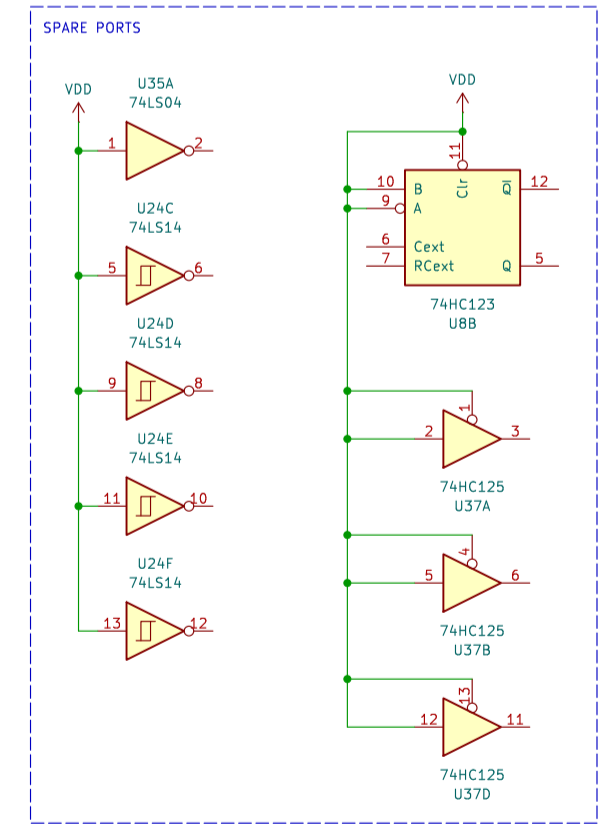 SPARE PORTS
VDD
U35A
74LS04
1
2
U24C
74LS14
5
6
U24D
74LS14
9
8
U24E
74LS14
11
10
U24F
74LS14
13
12
VDD
11
Clr
10
B
Q
12
9
A
6
Cext
7
RCext
Q
5
74HC123
U8B
1
2
3
74HC125
U37A
4
5
6
74HC125
U37B
13
12
11
74HC125
U37D